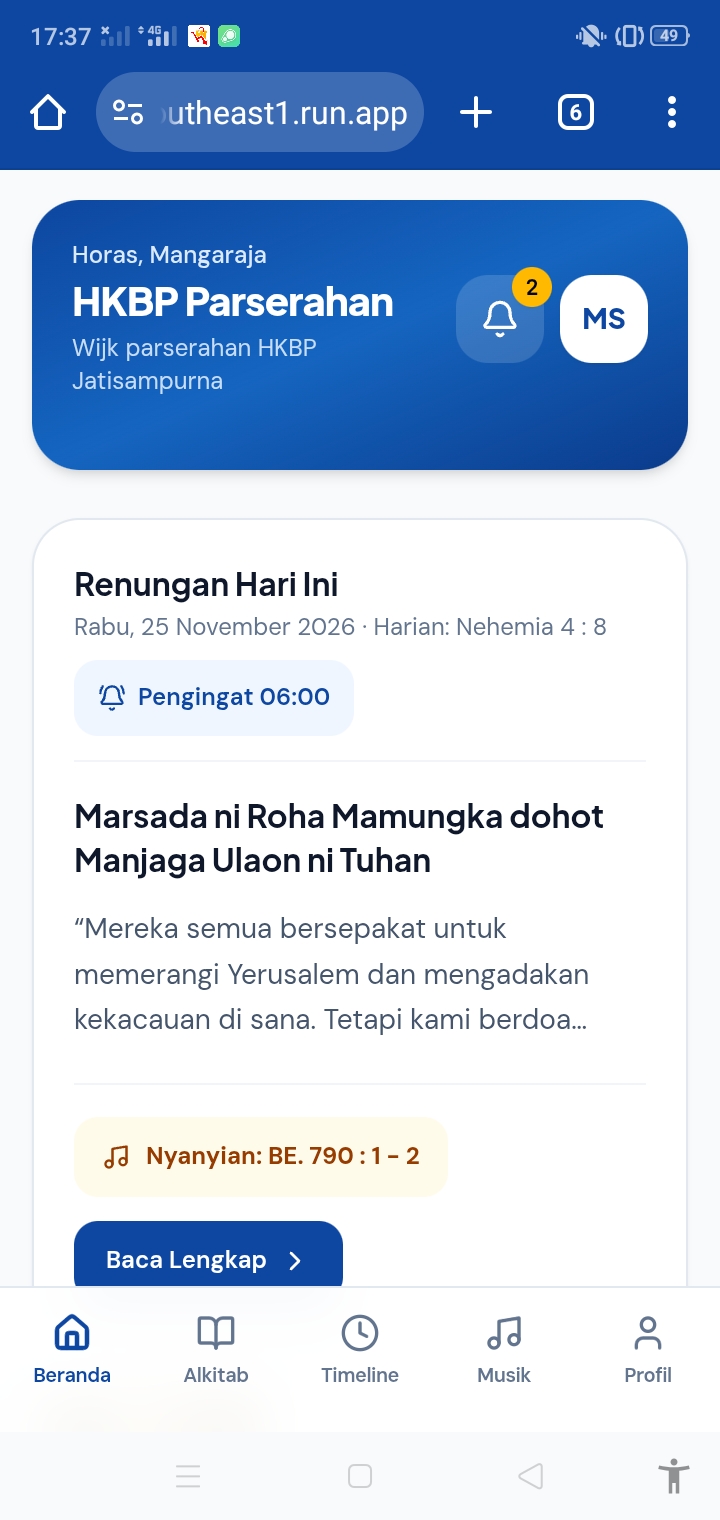 17:37
4G
49
utheast1.run.app
6
Horas, Mangaraja
HKBP Parserahan
Wijk parserahan HKBP
Jatisampurna
2
MS
Renungan Hari Ini
Rabu, 25 November 2026 · Harian: Nehemia 4 : 8
Pengingat 06:00
Marsada ni Roha Mamungka dohot
Manjaga Ulaon ni Tuhan
“Mereka semua bersepakat untuk
memerangi Yerusalem dan mengadakan
kekacauan di sana. Tetapi kami berdoa...
Nyanyian: BE. 790 : 1 – 2
Baca Lengkap
Beranda
Alkitab
Timeline
Musik
Profil